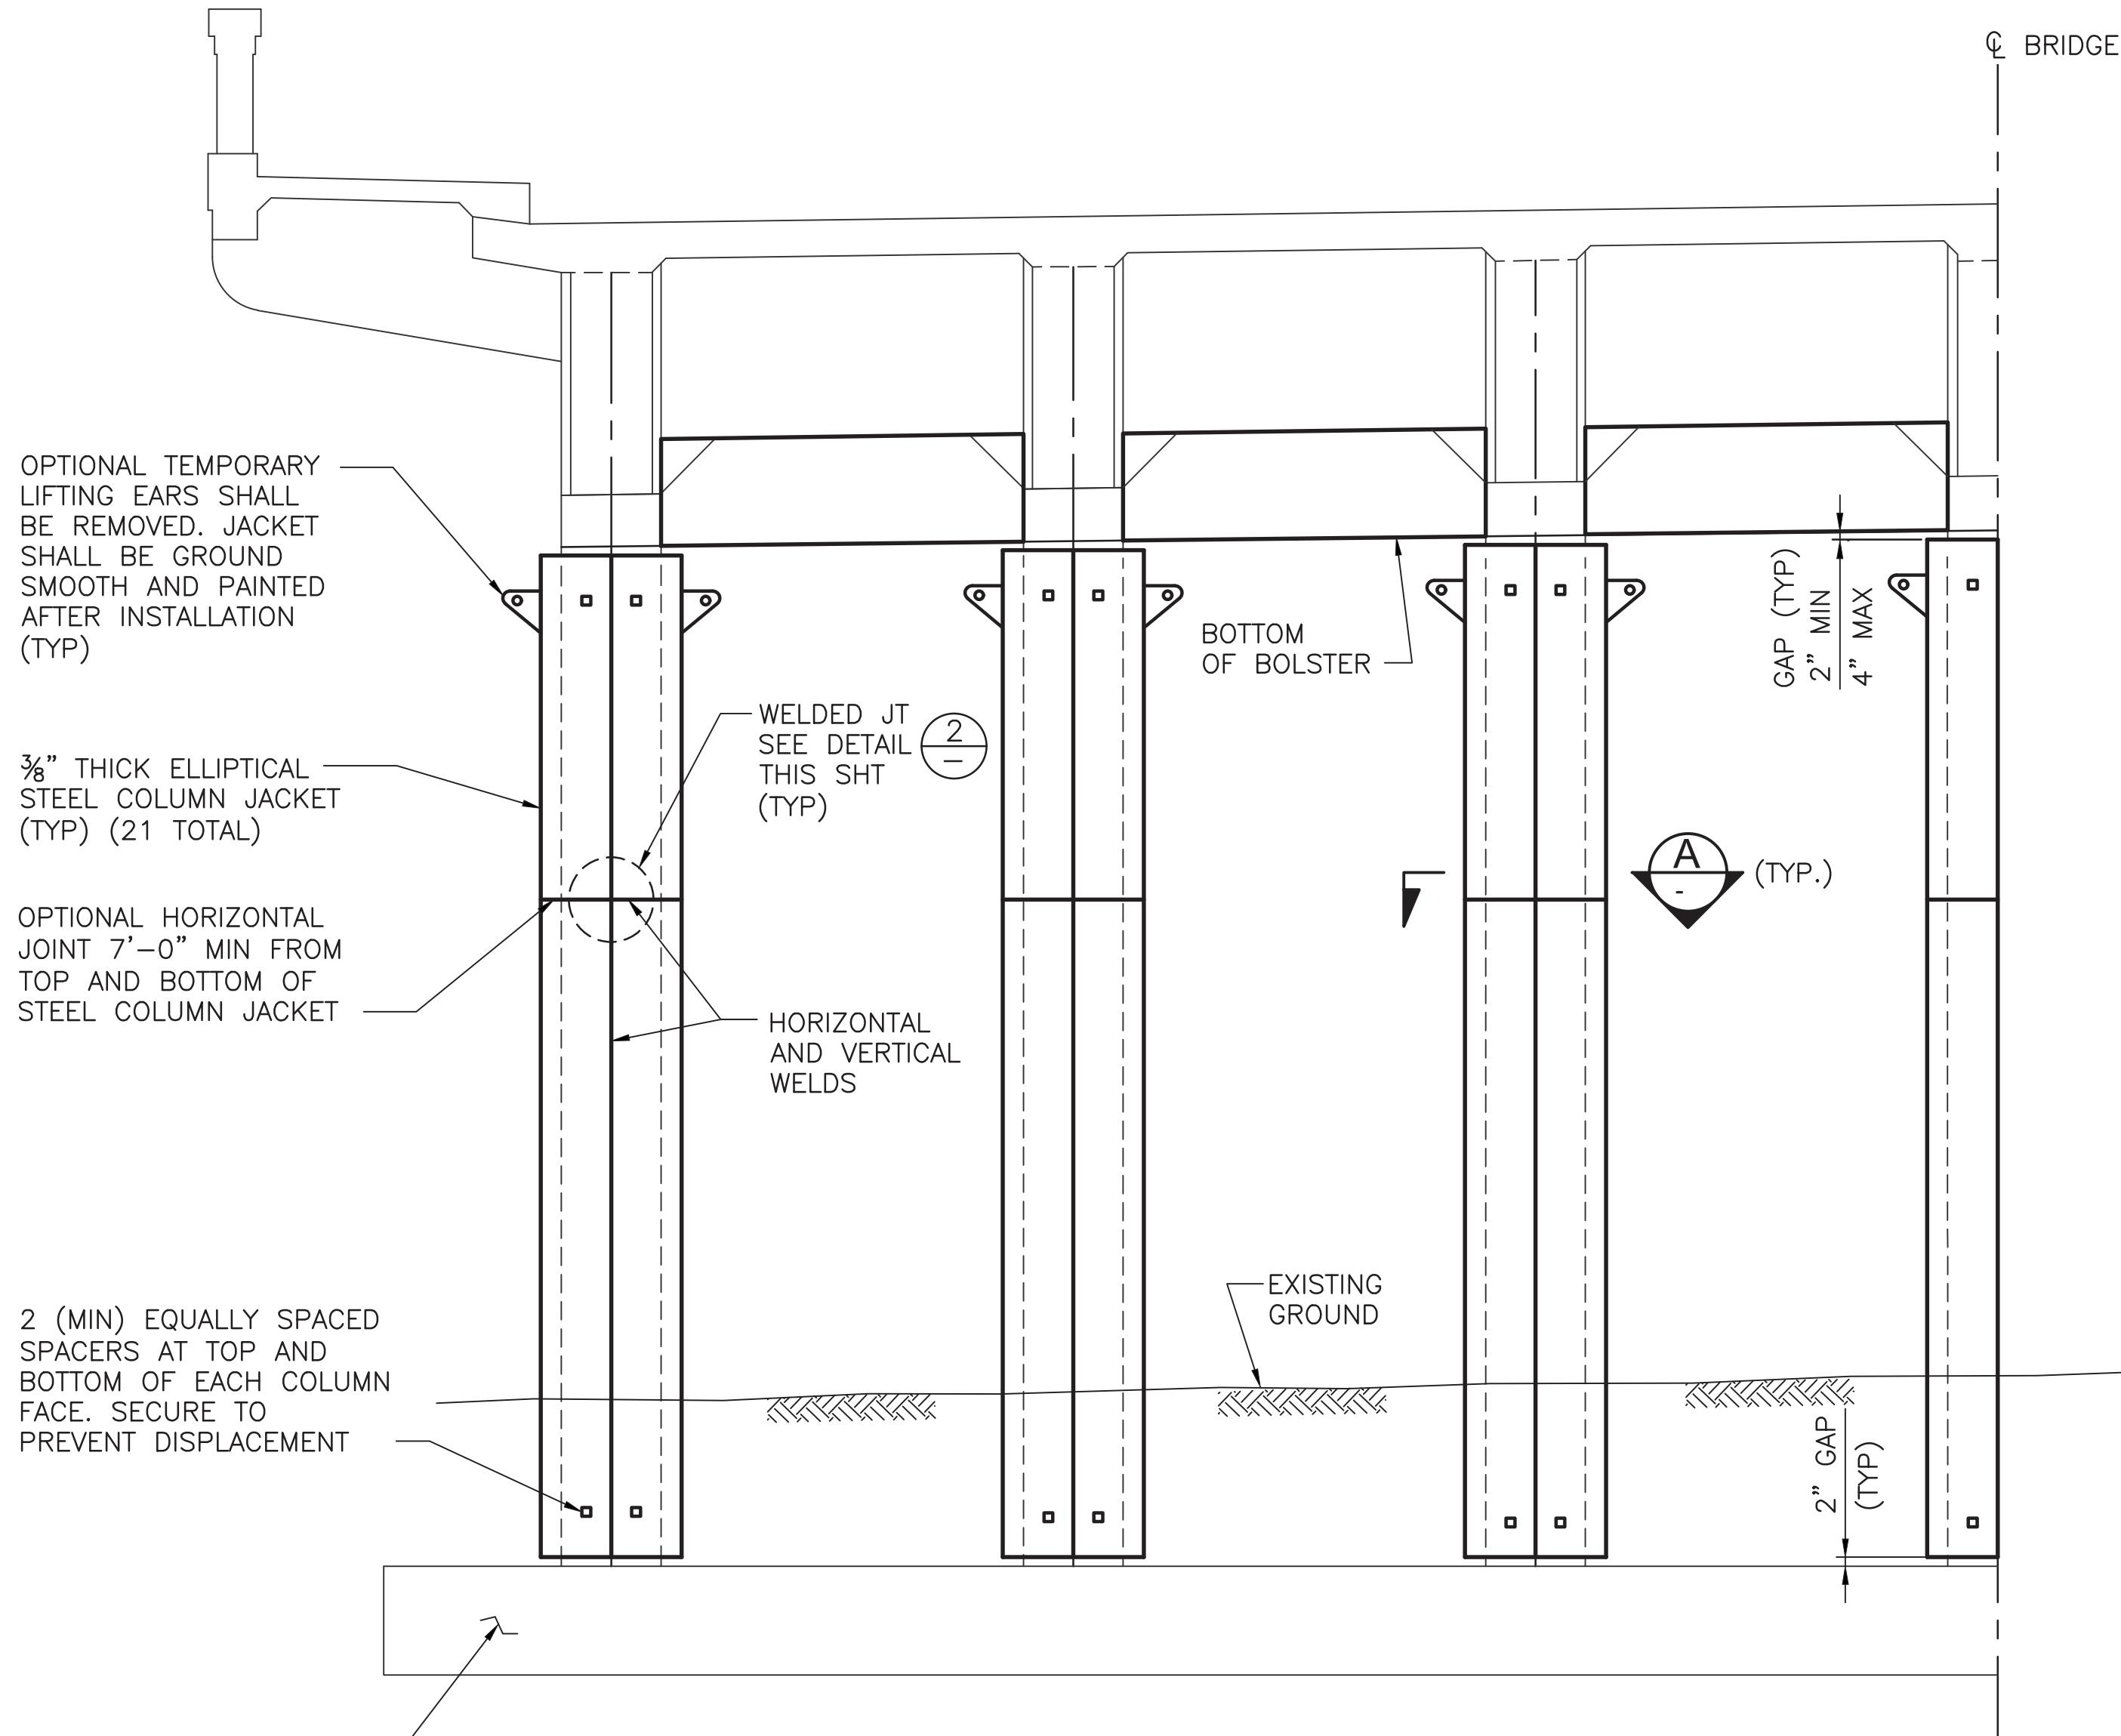 ℄ BRIDGE
OPTIONAL TEMPORARY
LIFTING EARS SHALL
BE REMOVED. JACKET
SHALL BE GROUND
SMOOTH AND PAINTED
AFTER INSTALLATION
(TYP)
BOTTOM
OF BOLSTER
GAP (TYP)
2” MIN
4” MAX
WELDED JT
SEE DETAIL
THIS SHT
(TYP)
2
–
⅜” THICK ELLIPTICAL
STEEL COLUMN JACKET
(TYP) (21 TOTAL)
A
-
(TYP.)
OPTIONAL HORIZONTAL
JOINT 7’–0” MIN FROM
TOP AND BOTTOM OF
STEEL COLUMN JACKET
HORIZONTAL
AND VERTICAL
WELDS
EXISTING
GROUND
2 (MIN) EQUALLY SPACED
SPACERS AT TOP AND
BOTTOM OF EACH COLUMN
FACE. SECURE TO
PREVENT DISPLACEMENT
2” GAP
(TYP)